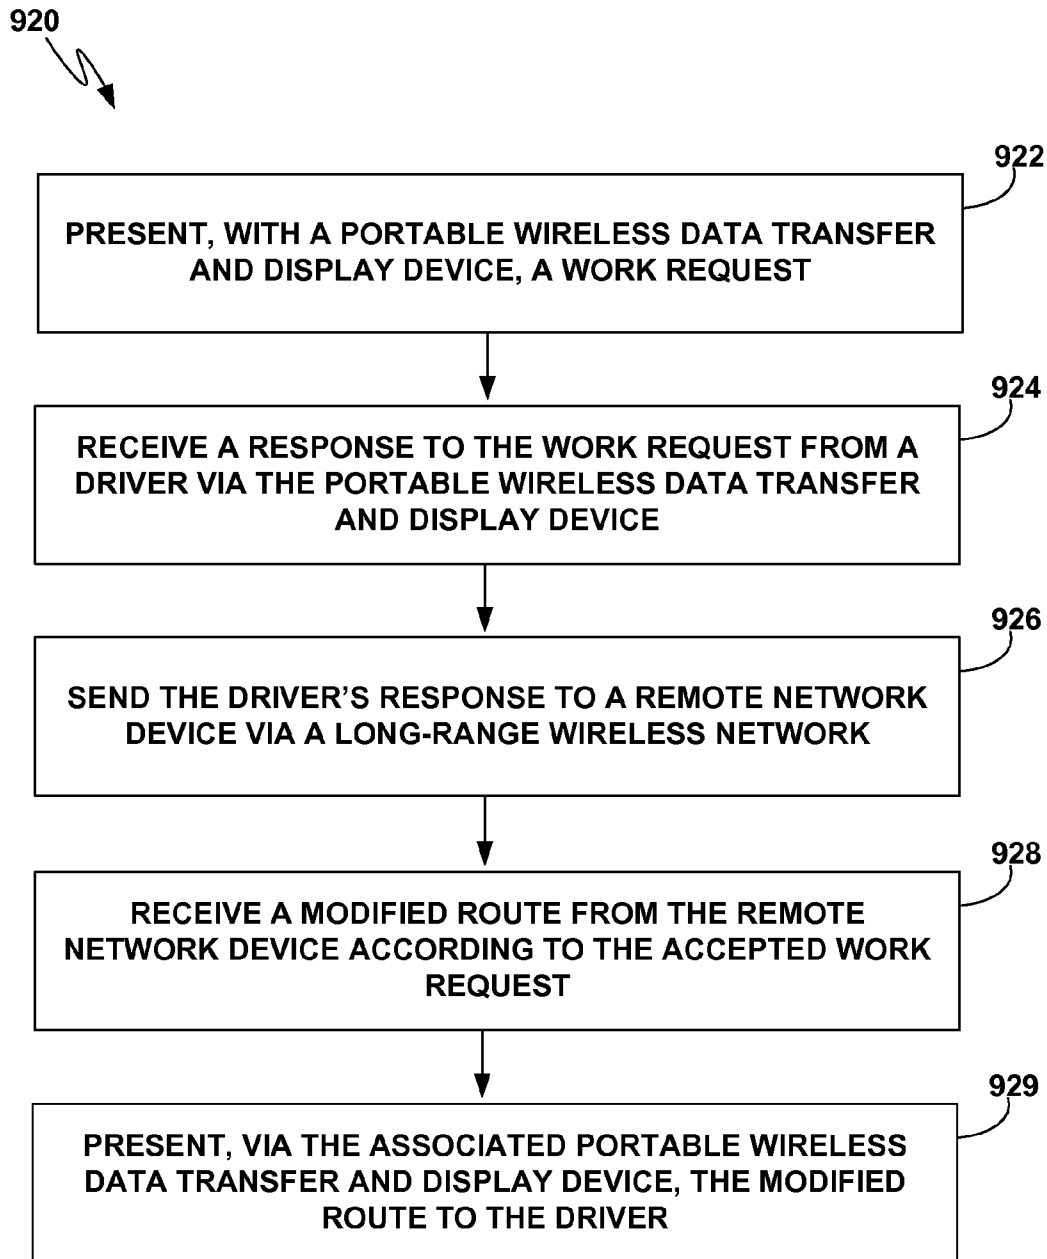 920
922
PRESENT, WITH A PORTABLE WIRELESS DATA TRANSFER
AND DISPLAY DEVICE, A WORK REQUEST
924
RECEIVE A RESPONSE TO THE WORK REQUEST FROM A
DRIVER VIA THE PORTABLE WIRELESS DATA TRANSFER
AND DISPLAY DEVICE
926
SEND THE DRIVER’S RESPONSE TO A REMOTE NETWORK
DEVICE VIA A LONG-RANGE WIRELESS NETWORK
928
RECEIVE A MODIFIED ROUTE FROM THE REMOTE
NETWORK DEVICE ACCORDING TO THE ACCEPTED WORK
REQUEST
929
PRESENT, VIA THE ASSOCIATED PORTABLE WIRELESS
DATA TRANSFER AND DISPLAY DEVICE, THE MODIFIED
ROUTE TO THE DRIVER